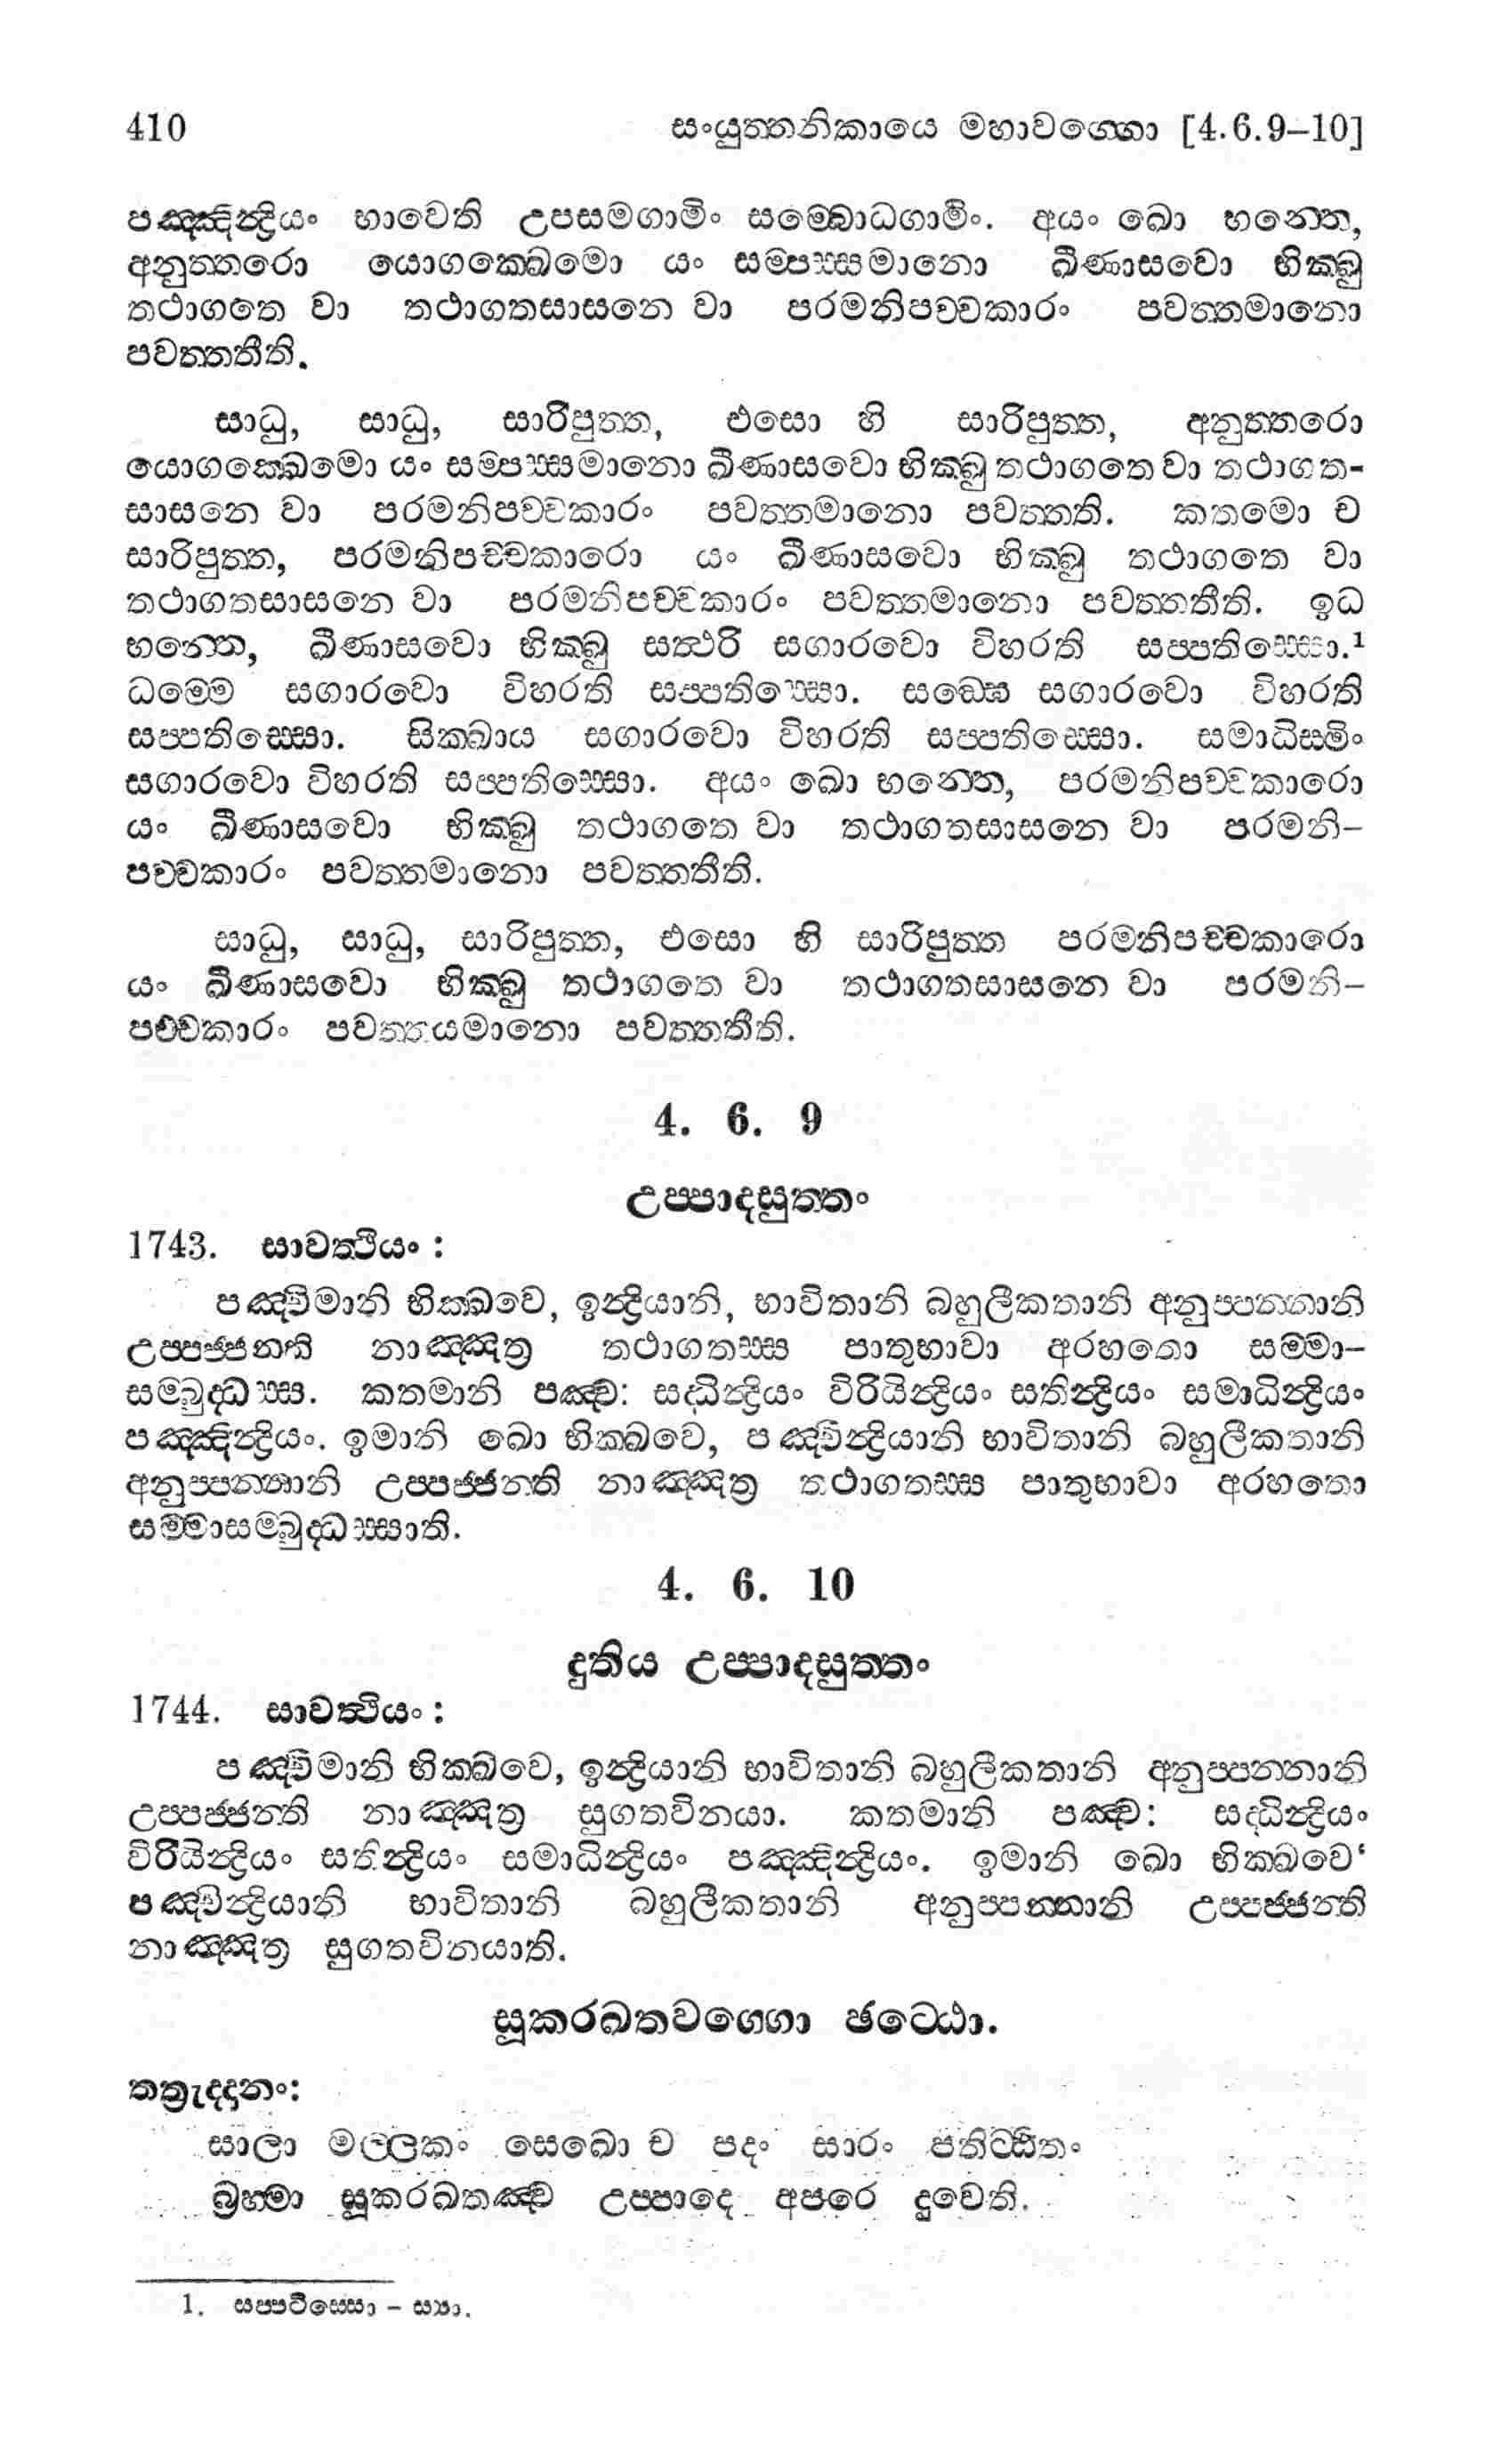 410 සංයුත්තනිකායෙ මහාවග්ගො [4.6.9–10]
පඤ්ඤින්ද්‍රියං භාවෙති උපසමගාමිං සම්බොධගාමිං. අයං ඛො භන්තෙ,
අනුත්තරො යොගක්ඛෙමො යං සම්පස්සමානො ඛීණාසවො භික්ඛු
තථාගතෙ වා තථාගතසාසනෙ වා පරමනිපච්චකාරං පවත්තමානො
පවත්තතීති.
සාධු, සාධු, සාරිපුත්ත, එසො හි සාරිපුත්ත, අනුත්තරො
යොගක්ඛෙමො යං සම්පස්සමානො ඛීණාසවො භික්ඛු තථාගතෙ වා තථාගත-
සාසනෙ වා පරමනිපච්චකාරං පවත්තමානො පවත්තති. කතමො ච
සාරිපුත්ත, පරමනිපච්චකාරො යං ඛීණාසවො භික්ඛු තථාගතෙ වා
තථාගතසාසනෙ වා පරමනිපච්චකාරං පවත්තමානො පවත්තතීති. ඉධ
භන්තෙ, ඛීණාසවො භික්ඛු සත්ථරි සගාරවො විහරති සප්පතිස්සො.¹
ධම්මෙ සගාරවො විහරති සප්පතිස්සො. සඞ්ඝෙ සගාරවො විහරති
සප්පතිස්සො. සික්ඛාය සගාරවො විහරති සප්පතිස්සො. සමාධිස්මිං
සගාරවො විහරති සප්පතිස්සො. අයං ඛො භන්තෙ, පරමනිපච්චකාරො
යං ඛීණාසවො භික්ඛු තථාගතෙ වා තථාගතසාසනෙ වා පරමනි–
පච්චකාරං පවත්තමානො පවත්තතීති.
සාධු, සාධු, සාරිපුත්ත, එසො හි සාරිපුත්ත පරමනිපච්චකාරො
යං ඛීණාසවො භික්ඛු තථාගතෙ වා තථාගතසාසනෙ වා පරමනි–
පච්චකාරං පවත්තයමානො පවත්තතීති.
4. 6. 9
උප්පාදසුත්තං
1743. සාවත්ථියං :
පඤ්චිමානි භික්ඛවෙ, ඉන්ද්‍රියානි, භාවිතානි බහුලීකතානි අනුප්පන්නානි
උප්පජ්ජන්ති නාඤ්ඤත්‍ර තථාගතස්ස පාතුභාවා අරහතො සම්මා–
සම්බුද්ධස්ස. කතමානි පඤ්ච: සද්ධින්ද්‍රියං විරියින්ද්‍රියං සතින්ද්‍රියං සමාධින්ද්‍රියං
පඤ්ඤින්ද්‍රියං. ඉමානි ඛො භික්ඛවෙ, පඤ්චින්ද්‍රියානි භාවිතානි බහුලීකතානි
අනුප්පන්නානි උප්පජ්ජන්ති නාඤ්ඤත්‍ර තථාගතස්ස පාතුභාවා අරහතො
සම්මාසම්බුද්ධස්සාති.
4. 6. 10
දුතිය උප්පාදසුත්තං
1744. සාවත්ථියං :
පඤ්චිමානි භික්ඛවෙ, ඉන්ද්‍රියානි භාවිතානි බහුලීකතානි අනුප්පන්නානි
උප්පජ්ජන්ති නාඤ්ඤත්‍ර සුගතවිනයා. කතමානි පඤ්ච: සද්ධින්ද්‍රියං
විරියින්ද්‍රියං සතින්ද්‍රියං සමාධින්ද්‍රියං පඤ්ඤින්ද්‍රියං. ඉමානි ඛො භික්ඛවෙ‘
පඤ්චින්ද්‍රියානි භාවිතානි බහුලීකතානි අනුප්පන්නානි උප්පජ්ජන්ති
නාඤ්ඤත්‍ර සුගතවිනයාති.
සූකරඛතවග්ගො ඡට්ඨො.
තත්‍රැද්දානං:
සාලා මල්ලකං සෙඛො ච පදං සාරං පතිට්ඨිතං
බ්‍රහ්මා සූකරඛතඤ්ච උප්පාදෙ අපරෙ දුවෙති.
1. සප්පටිස්සො – ස්‍යා.